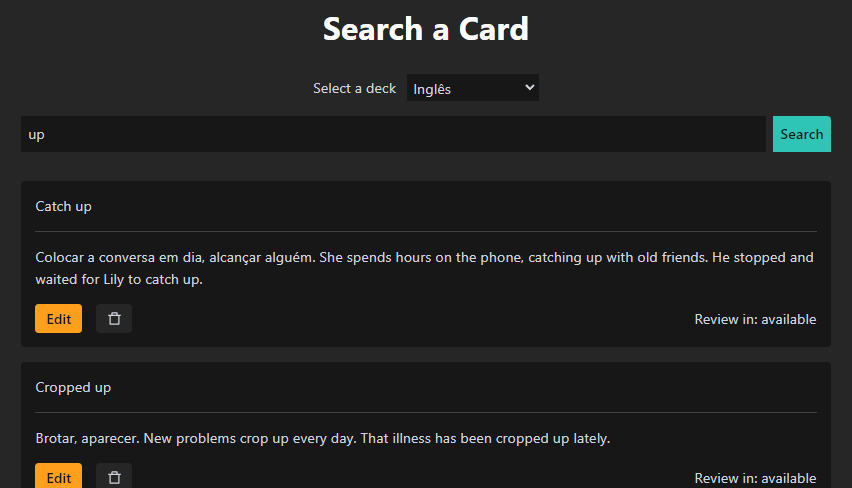 Search a Card
Select a deck Inglês
up Search
Catch up
Colocar a conversa em dia, alcançar alguém. She spends hours on the phone, catching up with old friends. He stopped and
waited for Lily to catch up.
Edit Review in: available
Cropped up
Brotar, aparecer. New problems crop up every day. That illness has been cropped up lately.
Edit Review in: available